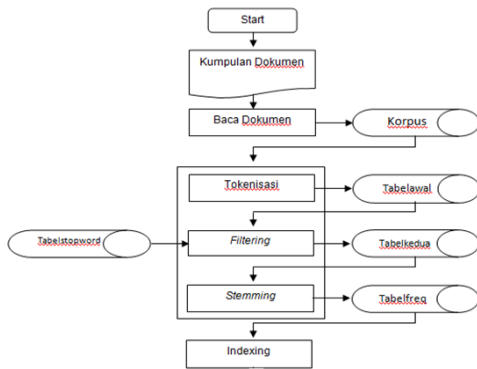 Start
Kumpulan Dokumen
Baca Dokumen
Korpus
Tokenisasi
Tabelawal
Tabelstopword
Filtering
Tabelkedua
Stemming
Tabelfreq
Indexing